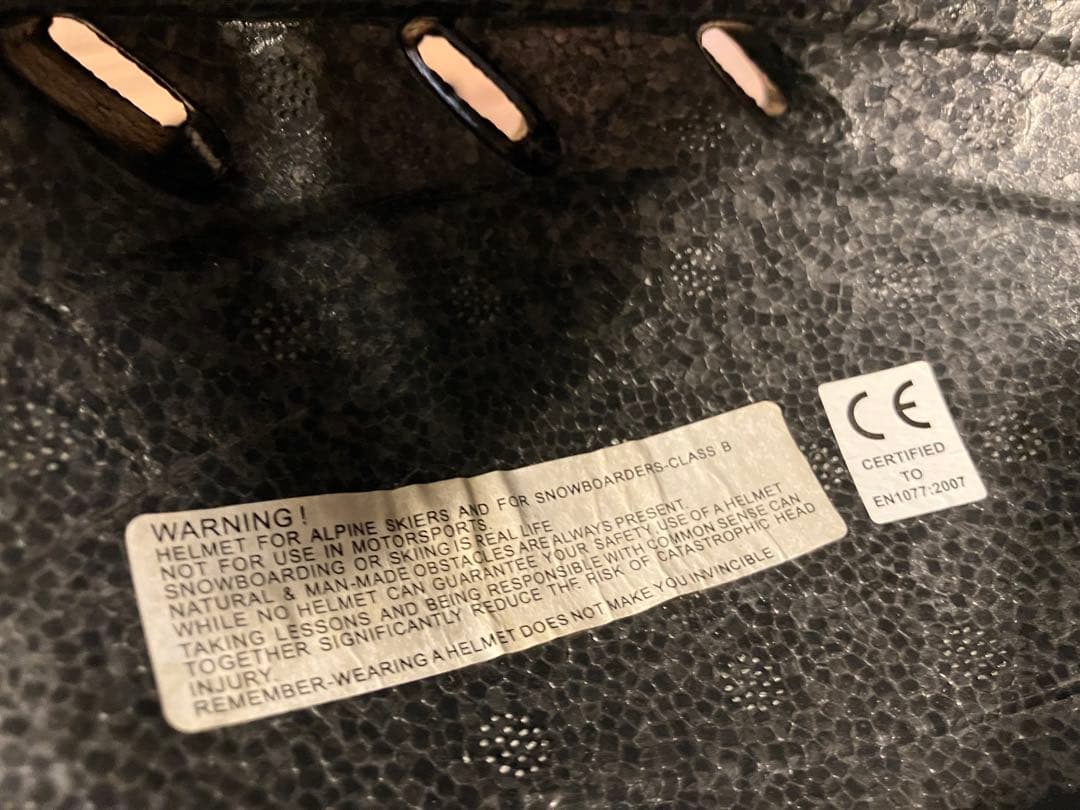 WARNING!
HELMET FOR ALPINE SKIERS AND FOR SNOWBOARDERS-CLASS B
NOT FOR USE IN MOTORSPORTS.
SNOWBOARDING OR SKIING IS REAL LIFE
NATURAL & MAN-MADE OBSTACLES ARE ALWAYS PRESENT.
WHILE NO HELMET CAN GUARANTEE YOUR SAFETY USE OF A HELMET
TAKING LESSONS AND BEING RESPONSIBLE WITH COMMON SENSE CAN
TOGETHER SIGNIFICANTLY REDUCE THE RISK OF CATASTROPHIC HEAD
INJURY.
REMEMBER-WEARING A HELMET DOES NOT MAKE YOU INVINCIBLE
CE
CERTIFIED
TO
EN1077:2007